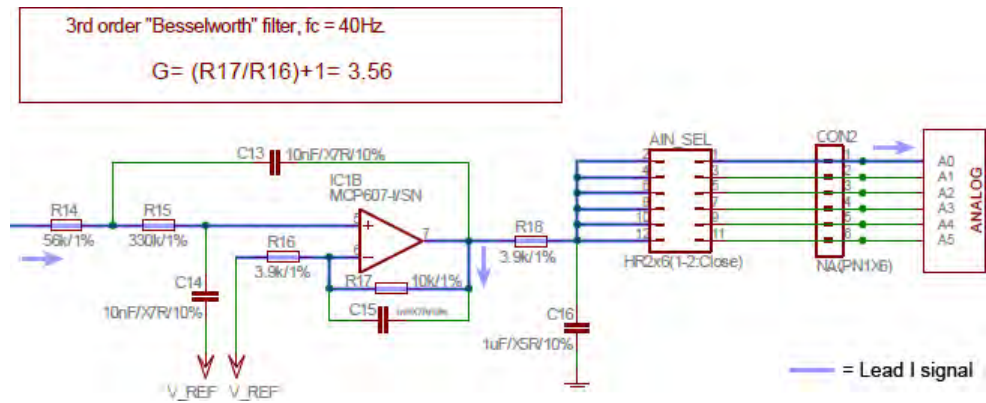 3rd order "Besselworth" filter, fc = 40Hz.
G= (R17/R16)+1= 3.56
C13
10nF/X7R/10%
IC1B
MCP607-I/SN
R14
56k/1%
R15
330k/1%
5
6
7
R16
3.9k/1%
R17
10k/1%
C15
C14
10nF/X7R/10%
V_REF
V_REF
R18
3.9k/1%
C16
1uF/X5R/10%
AIN_SEL
2
4
6
8
10
12
1
3
5
7
9
11
HR2x6(1-2:Close)
CON2
1
2
3
4
5
6
NA(PN1X6)
A0
A1
A2
A3
A4
A5
ANALOG
= Lead I signal